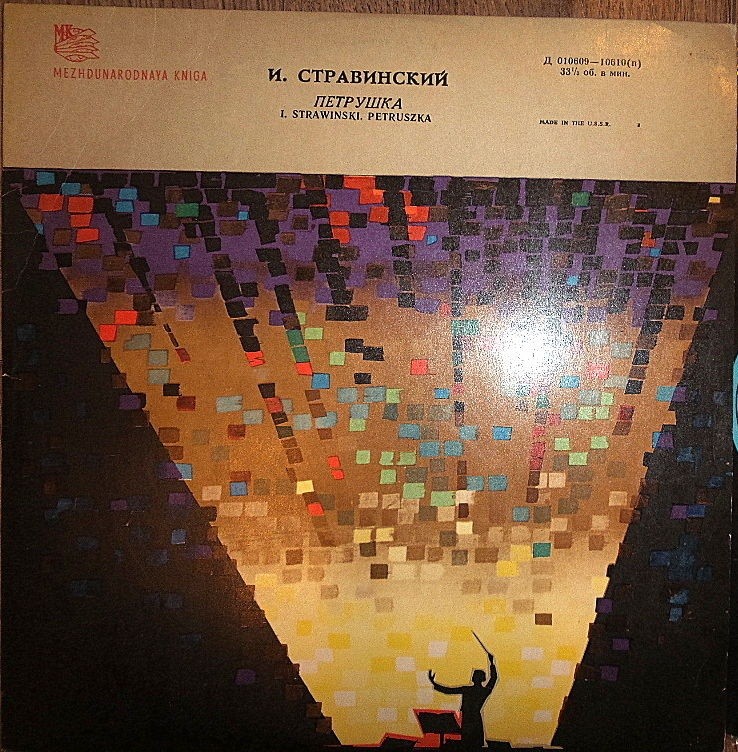 MK
MEZHDUNARODNAYA KNIGA
И. СТРАВИНСКИЙ
ПЕТРУШКА
I. STRAWINSKI. PETRUSZKA
Д 010609—10610(п)
33⅓ об. в мин.
MADE IN THE U.S.S.R.